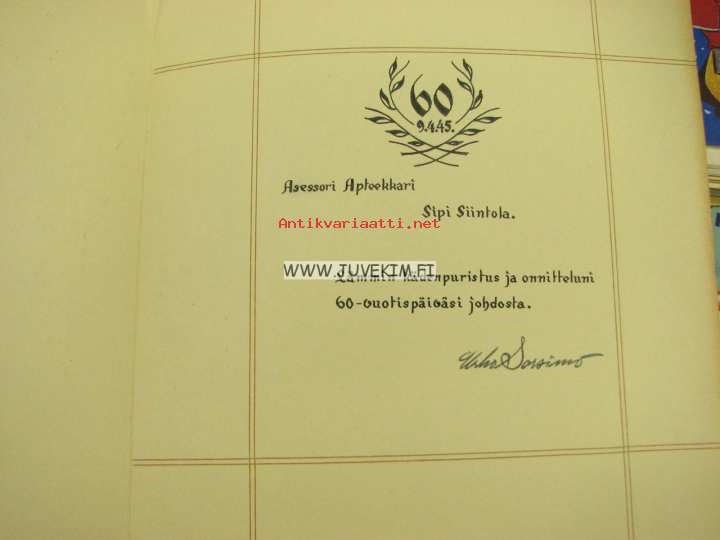 60
9.4.45.
Asessori Apteekkari
Sipi Siintola.
Antikvariaatti.net
WWW.JUVEKIM.FI
Lämmin kädenpuristus ja onnitteluni
60-vuotispäiväsi johdosta.